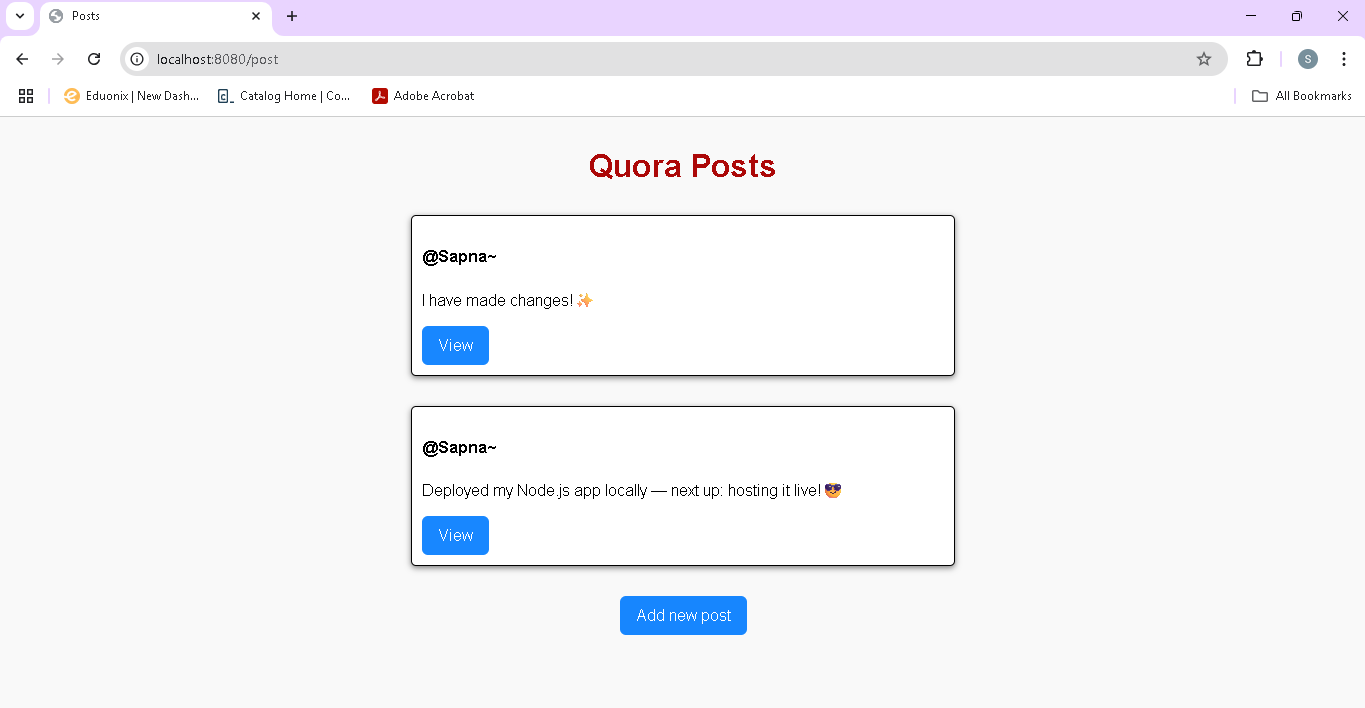 Posts
localhost:8080/post
S
Eduonix | New Dash...
Catalog Home | Co...
Adobe Acrobat
All Bookmarks
Quora Posts
@Sapna~
I have made changes! ✨
View
@Sapna~
Deployed my Node.js app locally — next up: hosting it live! 😎
View
Add new post